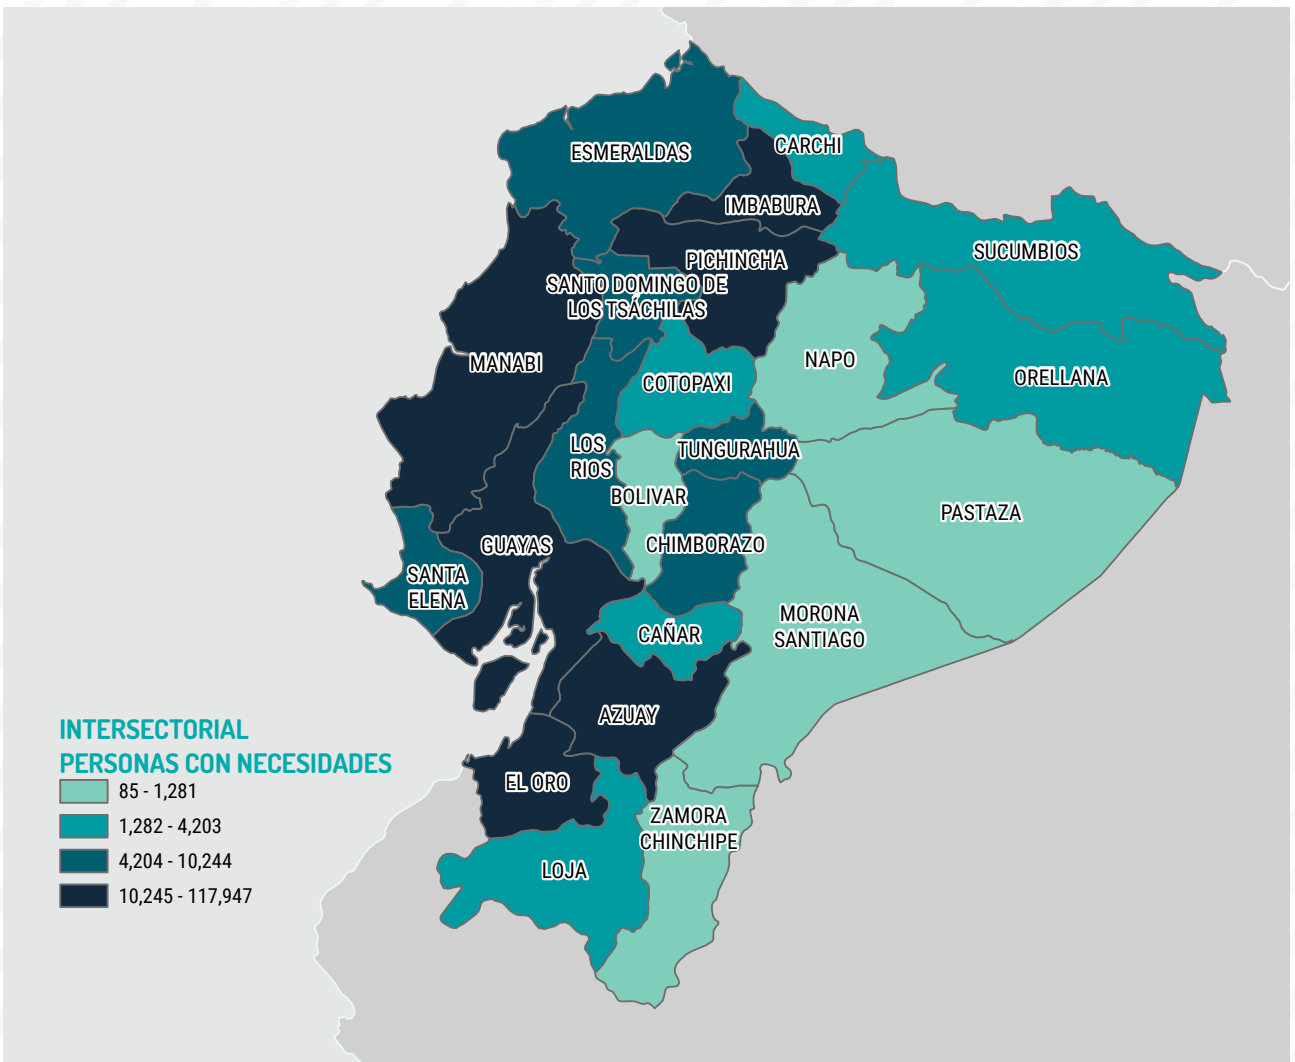 ESMERALDAS
CARCHI
IMBABURA
SUCUMBIOS
PICHINCHA
SANTO DOMINGO DE
LOS TSÁCHILAS
MANABI
COTOPAXI
NAPO
ORELLANA
LOS
RIOS
TUNGURAHUA
BOLIVAR
PASTAZA
GUAYAS
CHIMBORAZO
SANTA
ELENA
CAÑAR
MORONA
SANTIAGO
AZUAY
EL ORO
ZAMORA
CHINCHIPE
LOJA
INTERSECTORIAL
PERSONAS CON NECESIDADES
85 - 1,281
1,282 - 4,203
4,204 - 10,244
10,245 - 117,947